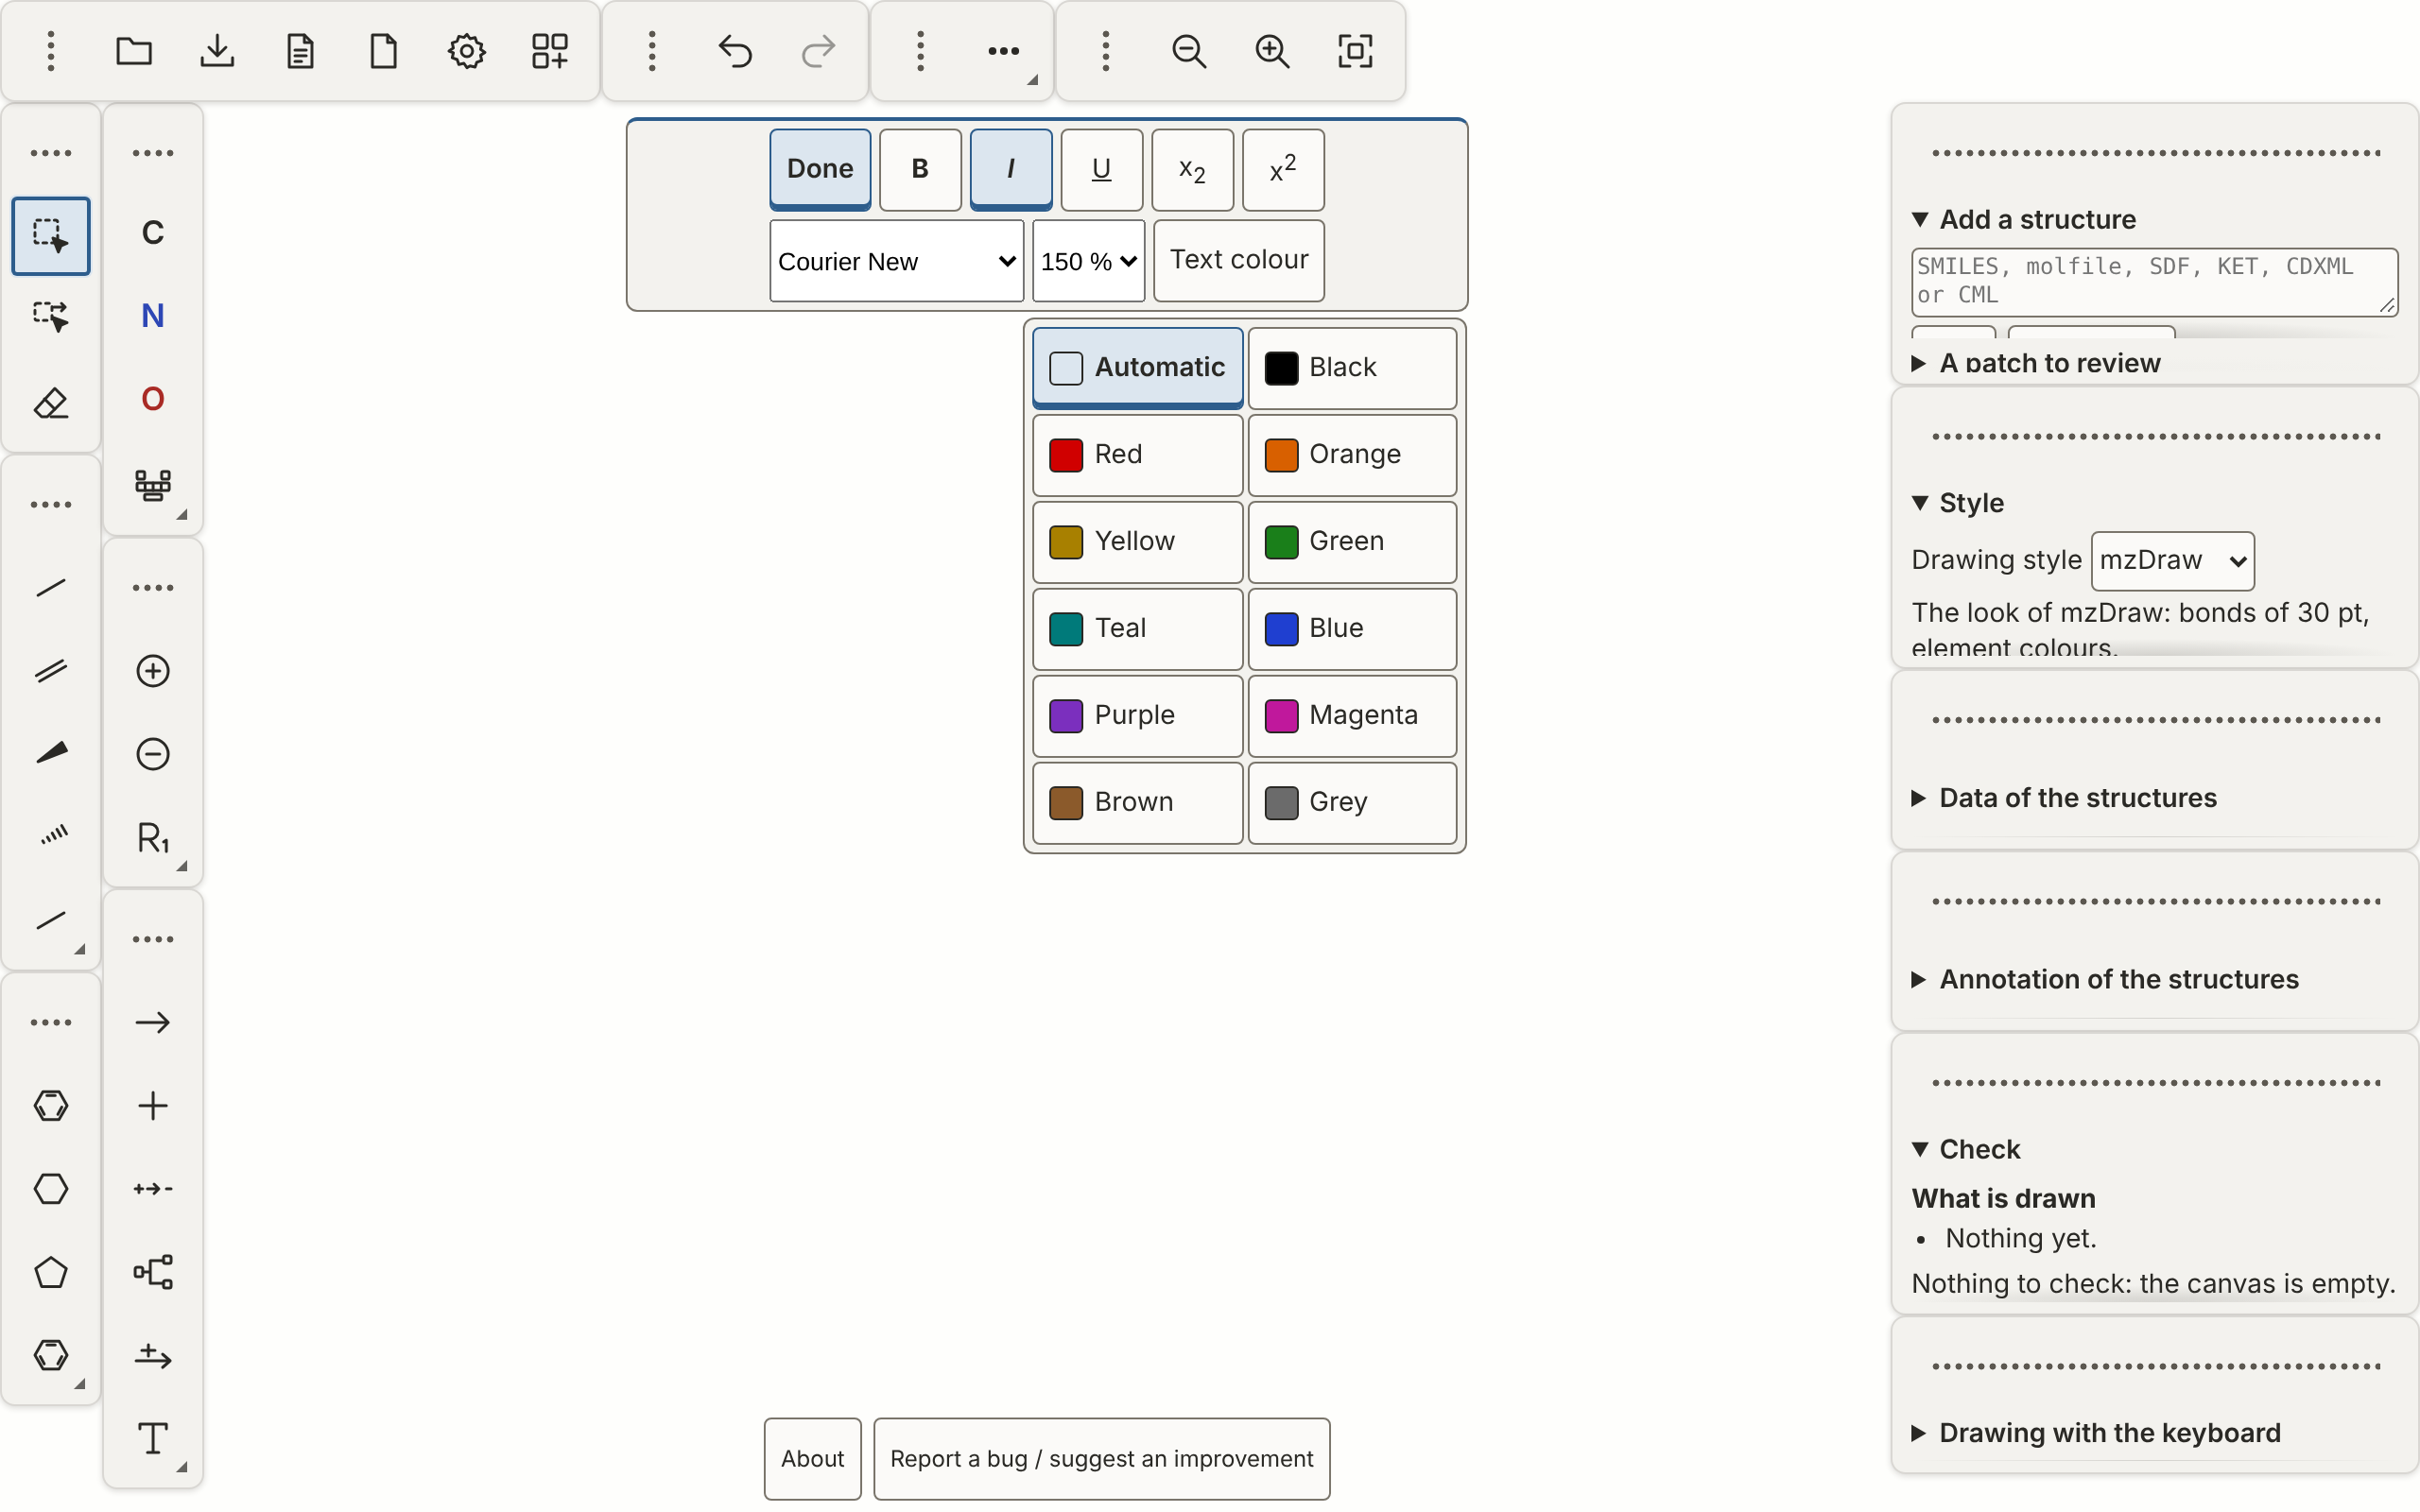 Done B I U x2 x2
Courier New 150 % Text colour
Automatic Black
Red Orange
Yellow Green
Teal Blue
Purple Magenta
Brown Grey
C
N
O
R1
T
Add a structure
SMILES, molfile, SDF, KET, CDXML
or CML
A patch to review
Style
Drawing style mzDraw
The look of mzDraw: bonds of 30 pt,
element colours.
Data of the structures
Annotation of the structures
Check
What is drawn
• Nothing yet.
Nothing to check: the canvas is empty.
Drawing with the keyboard
About Report a bug / suggest an improvement